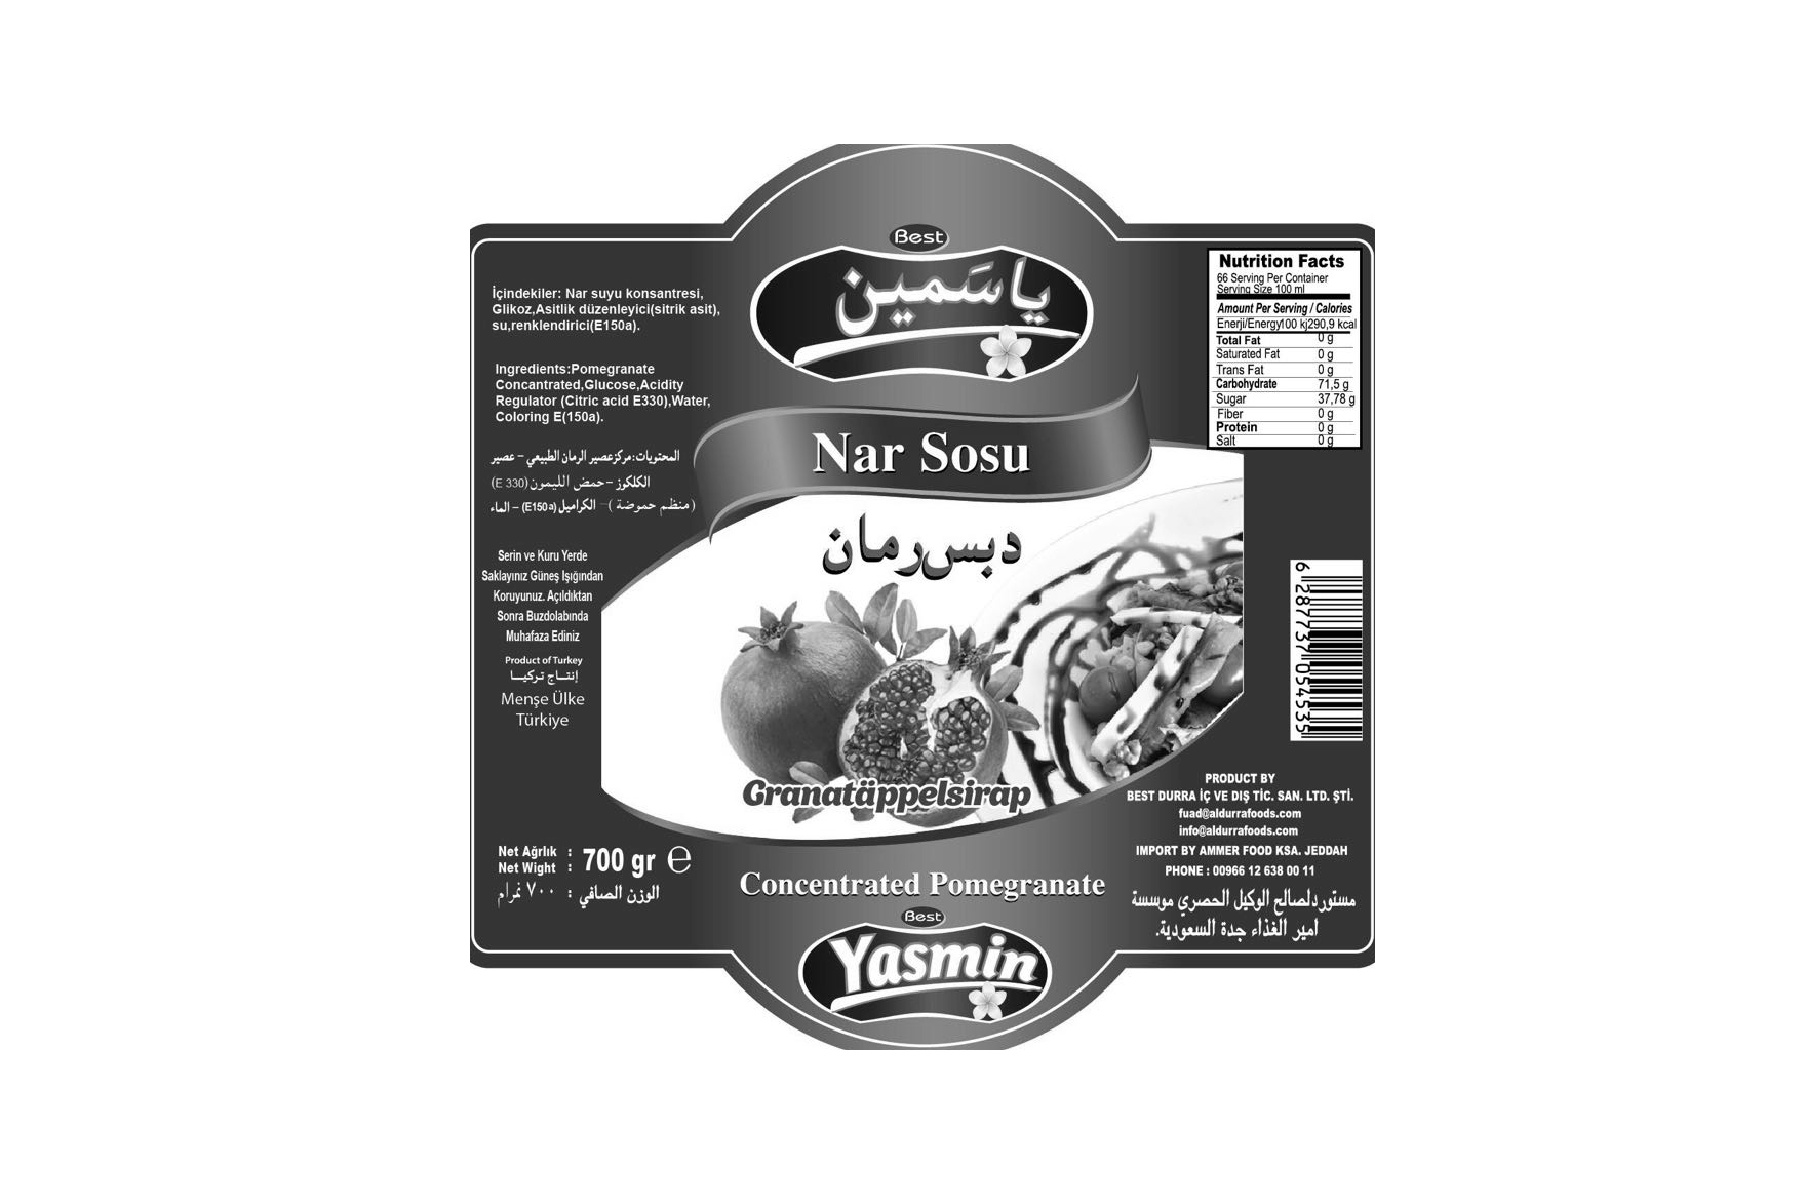 Best
ياسَمين
İçindekiler: Nar suyu konsantresi,
Glikoz,Asitlik düzenleyici(sitrik asit),
su,renklendirici(E150a).
Ingredients:Pomegranate
Concantrated,Glucose,Acidity
Regulator (Citric acid E330),Water,
Coloring E(150a).
المحتويات:مركزعصير الرمان الطبيعي – عصير
الكلكوز – حمض الليمون (E 330)
(منظم حموضة ) – الكراميل (E150a) – الماء
Serin ve Kuru Yerde
Saklayınız Güneş Işığından
Koruyunuz. Açıldıktan
Sonra Buzdolabında
Muhafaza Ediniz
Product of Turkey
إنتــاج تركيــا
Menşe Ülke
Türkiye
Net Ağrlık :
Net Wight :
700 gr ℮
الوزن الصافي : ٧٠٠ غرام
Nar Sosu
دبس رمان
Granatäppelsirap
Concentrated Pomegranate
Best
Yasmin
Nutrition Facts
66 Serving Per Container
Serving Size 100 ml
Amount Per Serving / Calories
Enerji/Energy100 kj290,9 kcal
Total Fat 0 g
Saturated Fat 0 g
Trans Fat 0 g
Carbohydrate 71,5 g
Sugar 37,78 g
Fiber 0 g
Protein 0 g
Salt 0 g
6 287737 054535
PRODUCT BY
BEST DURRA İÇ VE DIŞ TİC. SAN. LTD. ŞTİ.
fuad@aldurrafoods.com
info@aldurrafoods.com
IMPORT BY AMMER FOOD KSA. JEDDAH
PHONE : 00966 12 638 00 11
مستورد لصالح الوكيل الحصري موسسة
امير الغذاء جدة السعودية.